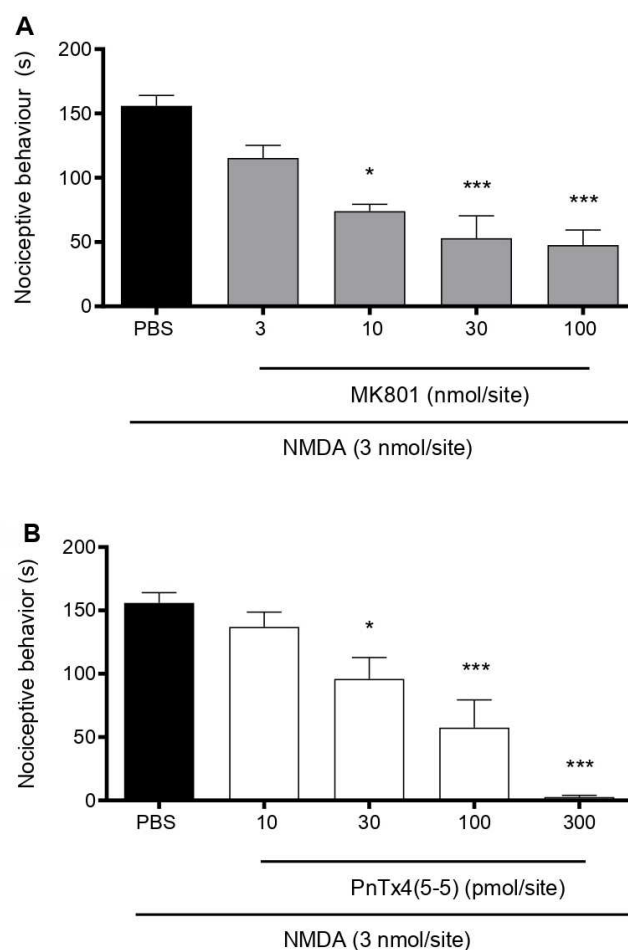 A
Nociceptive behaviour (s)
200
150
100
50
0
*
***
***
PBS 3 10 30 100
MK801 (nmol/site)
NMDA (3 nmol/site)
B
Nociceptive behavior (s)
200
150
100
50
0
*
***
***
PBS 10 30 100 300
PnTx4(5-5) (pmol/site)
NMDA (3 nmol/site)